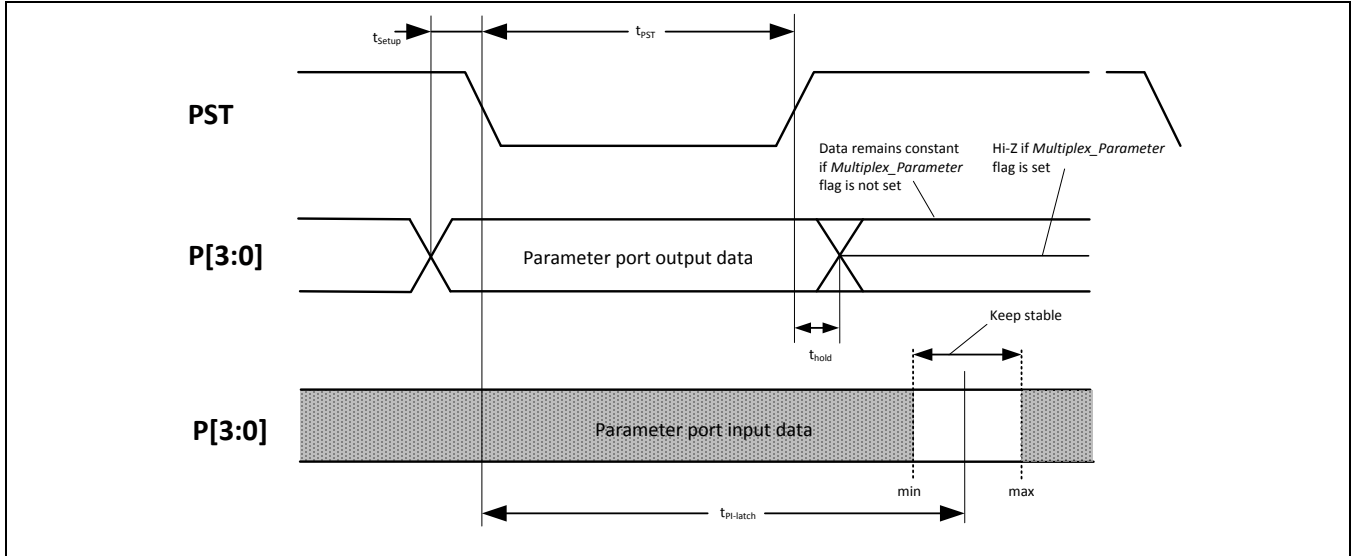 tSetup
tPST
PST
Data remains constant
if Multiplex_Parameter
flag is not set
Hi-Z if Multiplex_Parameter
flag is set
P[3:0]
Parameter port output data
Keep stable
thold
P[3:0]
Parameter port input data
min
max
tPI-latch